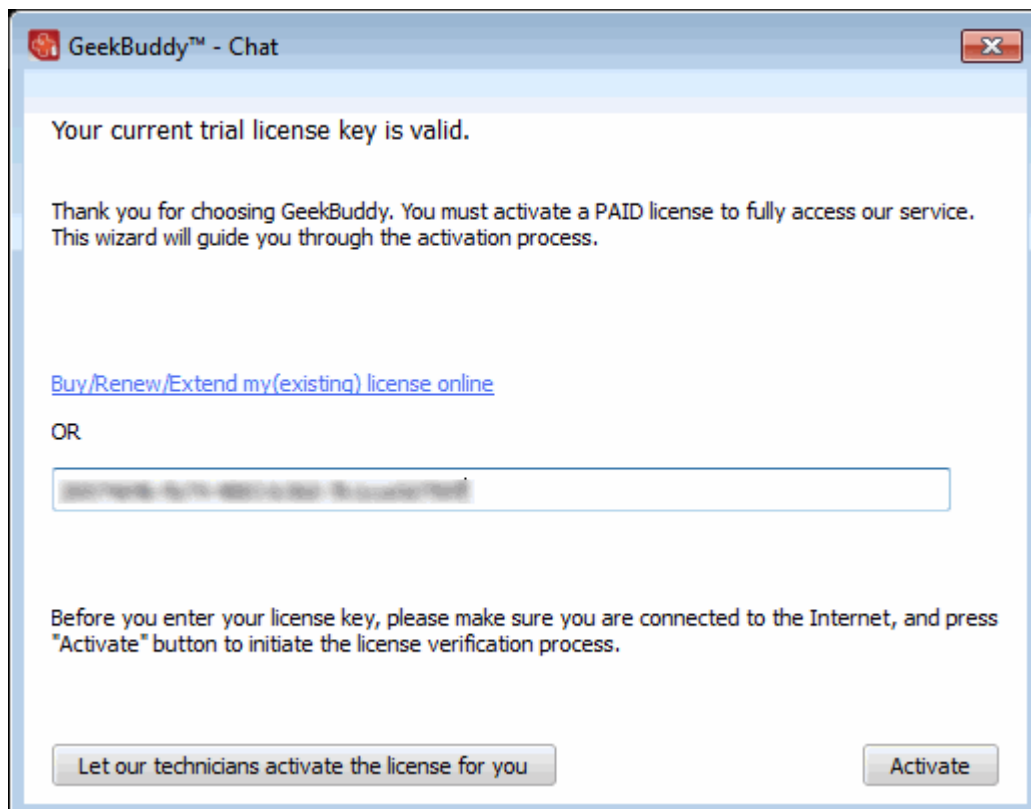 GeekBuddy™ - Chat
Your current trial license key is valid.
Thank you for choosing GeekBuddy. You must activate a PAID license to fully access our service.
This wizard will guide you through the activation process.
Buy/Renew/Extend my(existing) license online
OR
Before you enter your license key, please make sure you are connected to the Internet, and press
"Activate" button to initiate the license verification process.
Let our technicians activate the license for you
Activate